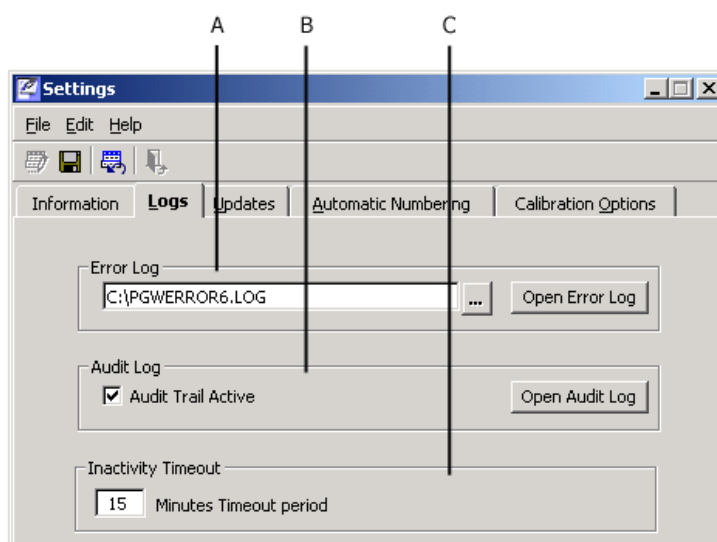 A B C
Settings
File Edit Help
Information Logs Updates Automatic Numbering Calibration Options
Error Log
C:\PGWERROR6.LOG ... Open Error Log
Audit Log
Audit Trail Active Open Audit Log
Inactivity Timeout
15 Minutes Timeout period